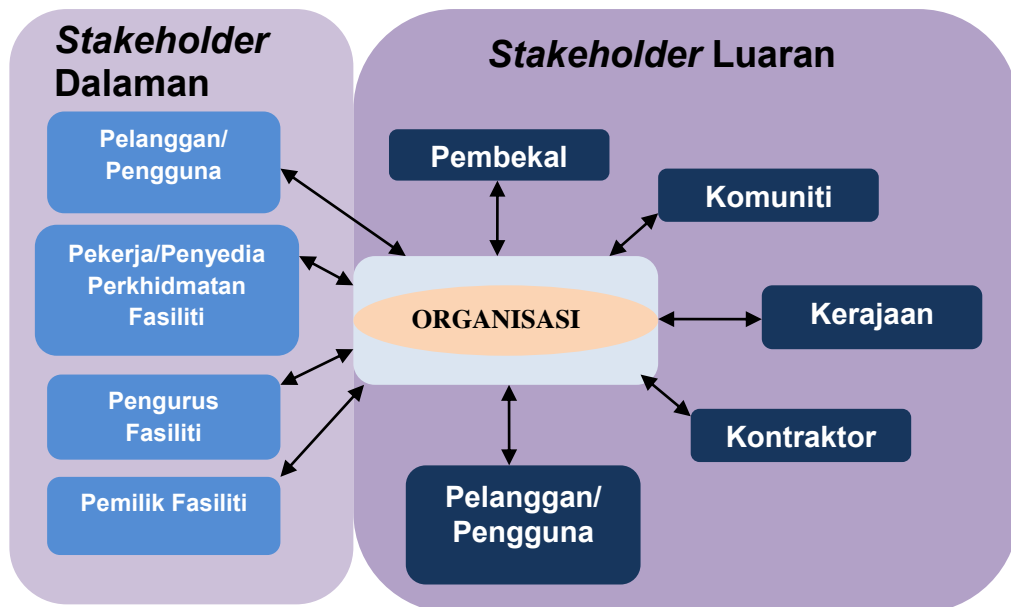 Stakeholder
Dalaman
Pelanggan/
Pengguna
Pekerja/Penyedia
Perkhidmatan
Fasiliti
Pengurus
Fasiliti
Pemilik Fasiliti
Stakeholder Luaran
Pembekal
Komuniti
ORGANISASI
Kerajaan
Kontraktor
Pelanggan/
Pengguna